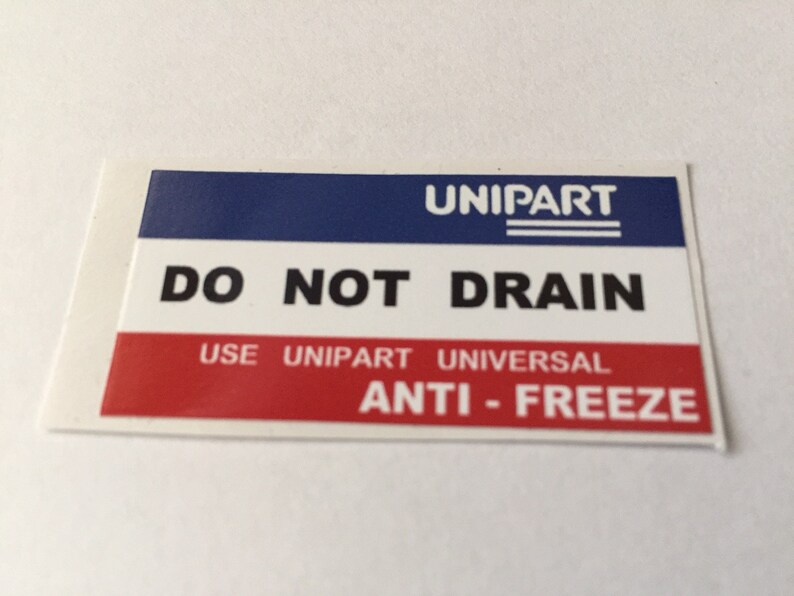 UNIPART
DO NOT DRAIN
USE UNIPART UNIVERSAL
ANTI - FREEZE